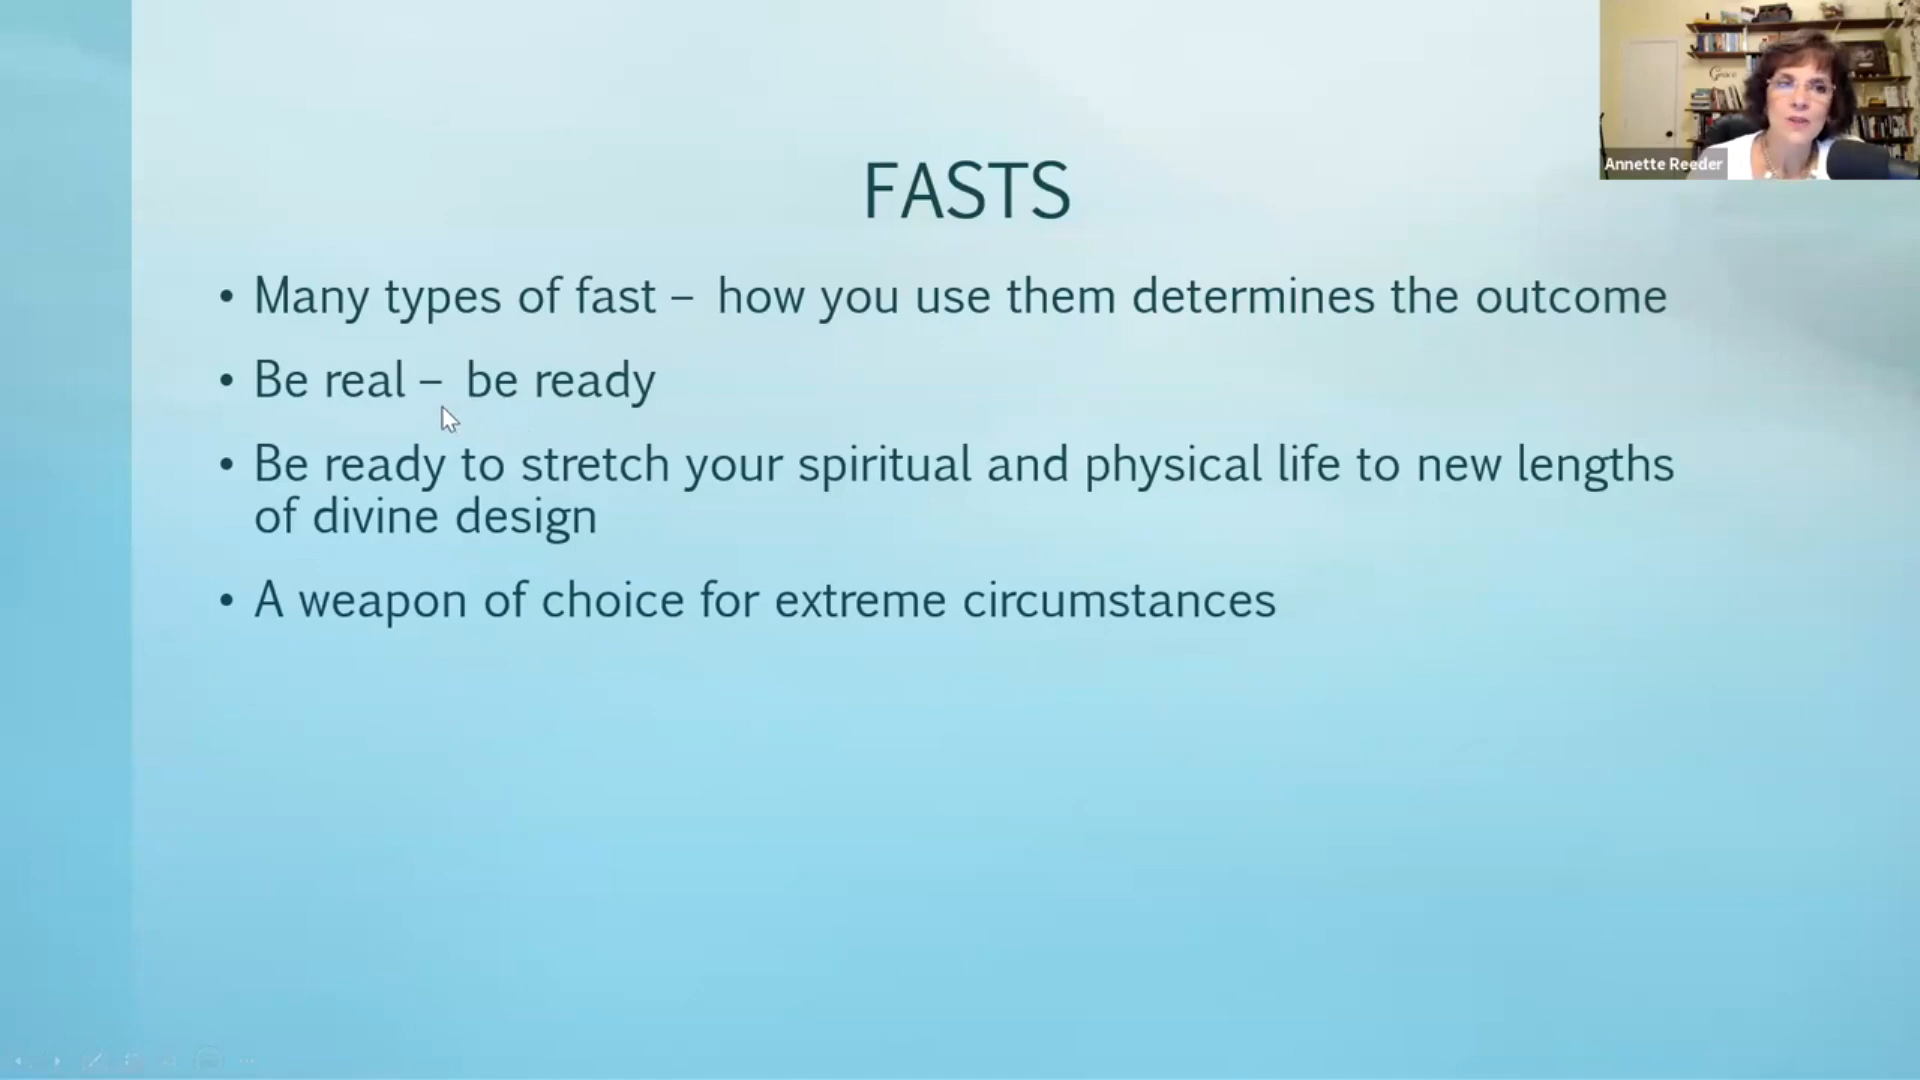 FASTS
• Many types of fast – how you use them determines the outcome
• Be real – be ready
• Be ready to stretch your spiritual and physical life to new lengths
of divine design
• A weapon of choice for extreme circumstances
Grace
Annette Reeder